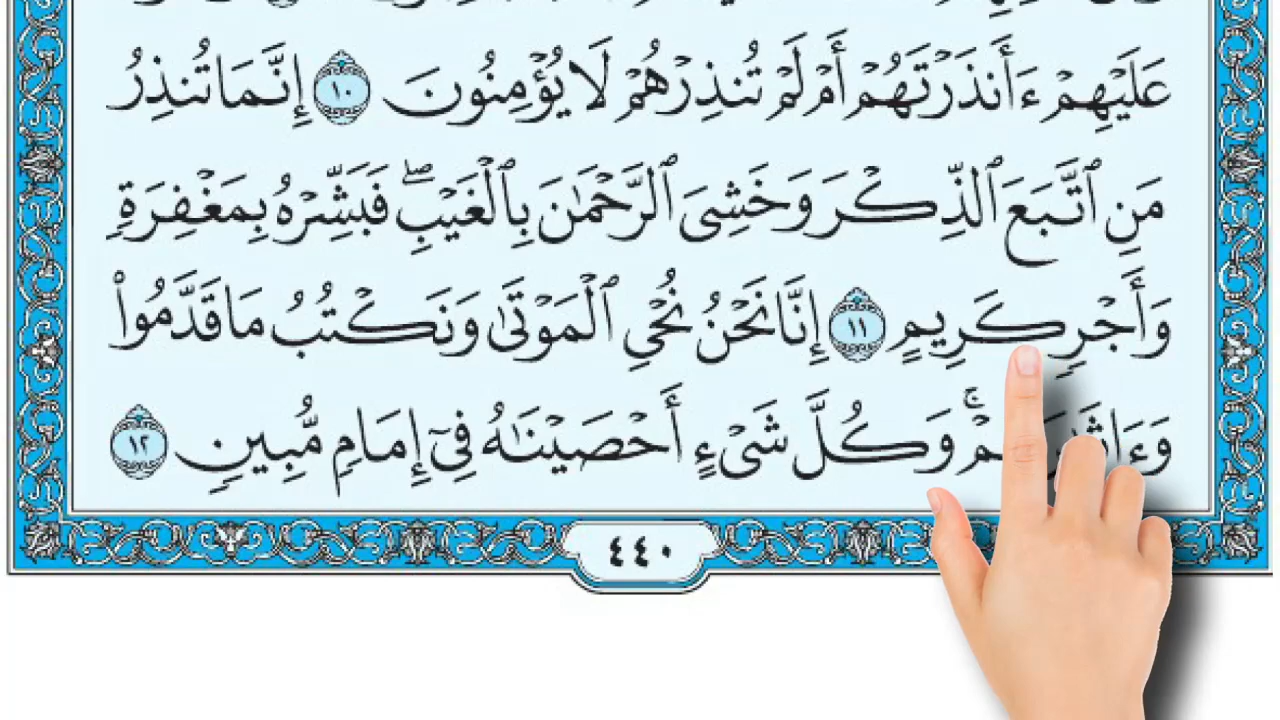 عَلَيْهِمْ ءَأَنذَرْتَهُمْ أَمْ لَمْ تُنذِرْهُمْ لَا يُؤْمِنُونَ ١٠ إِنَّمَا تُنذِرُ
مَنِ ٱتَّبَعَ ٱلذِّكْرَ وَخَشِىَ ٱلرَّحْمَٰنَ بِٱلْغَيْبِ ۖ فَبَشِّرْهُ بِمَغْفِرَةٍ
وَأَجْرٍ كَرِيمٍ ١١ إِنَّا نَحْنُ نُحْىِ ٱلْمَوْتَىٰ وَنَكْتُبُ مَا قَدَّمُوا۟
وَكُلَّ شَىْءٍ أَحْصَيْنَٰهُ فِىٓ إِمَامٍ مُّبِينٍ ١٢
٤٤٠